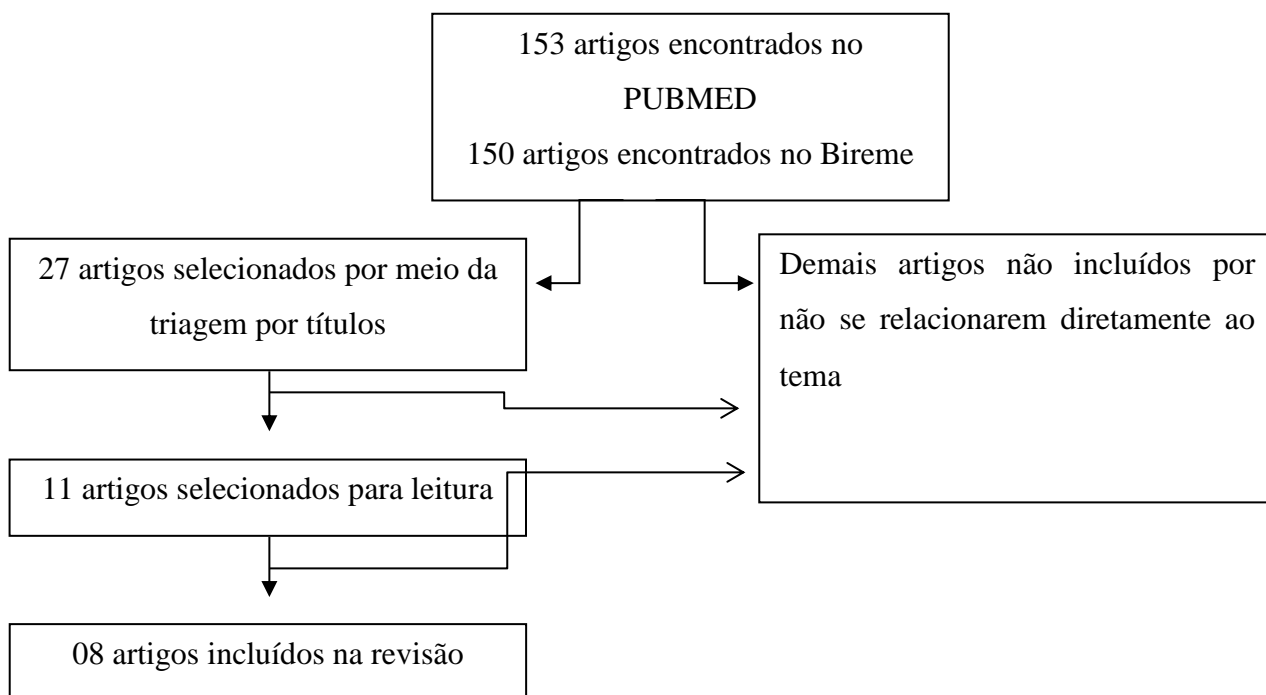 153 artigos encontrados no
PUBMED
150 artigos encontrados no Bireme
27 artigos selecionados por meio da
triagem por títulos
Demais artigos não incluídos por
não se relacionarem diretamente ao
tema
11 artigos selecionados para leitura
08 artigos incluídos na revisão